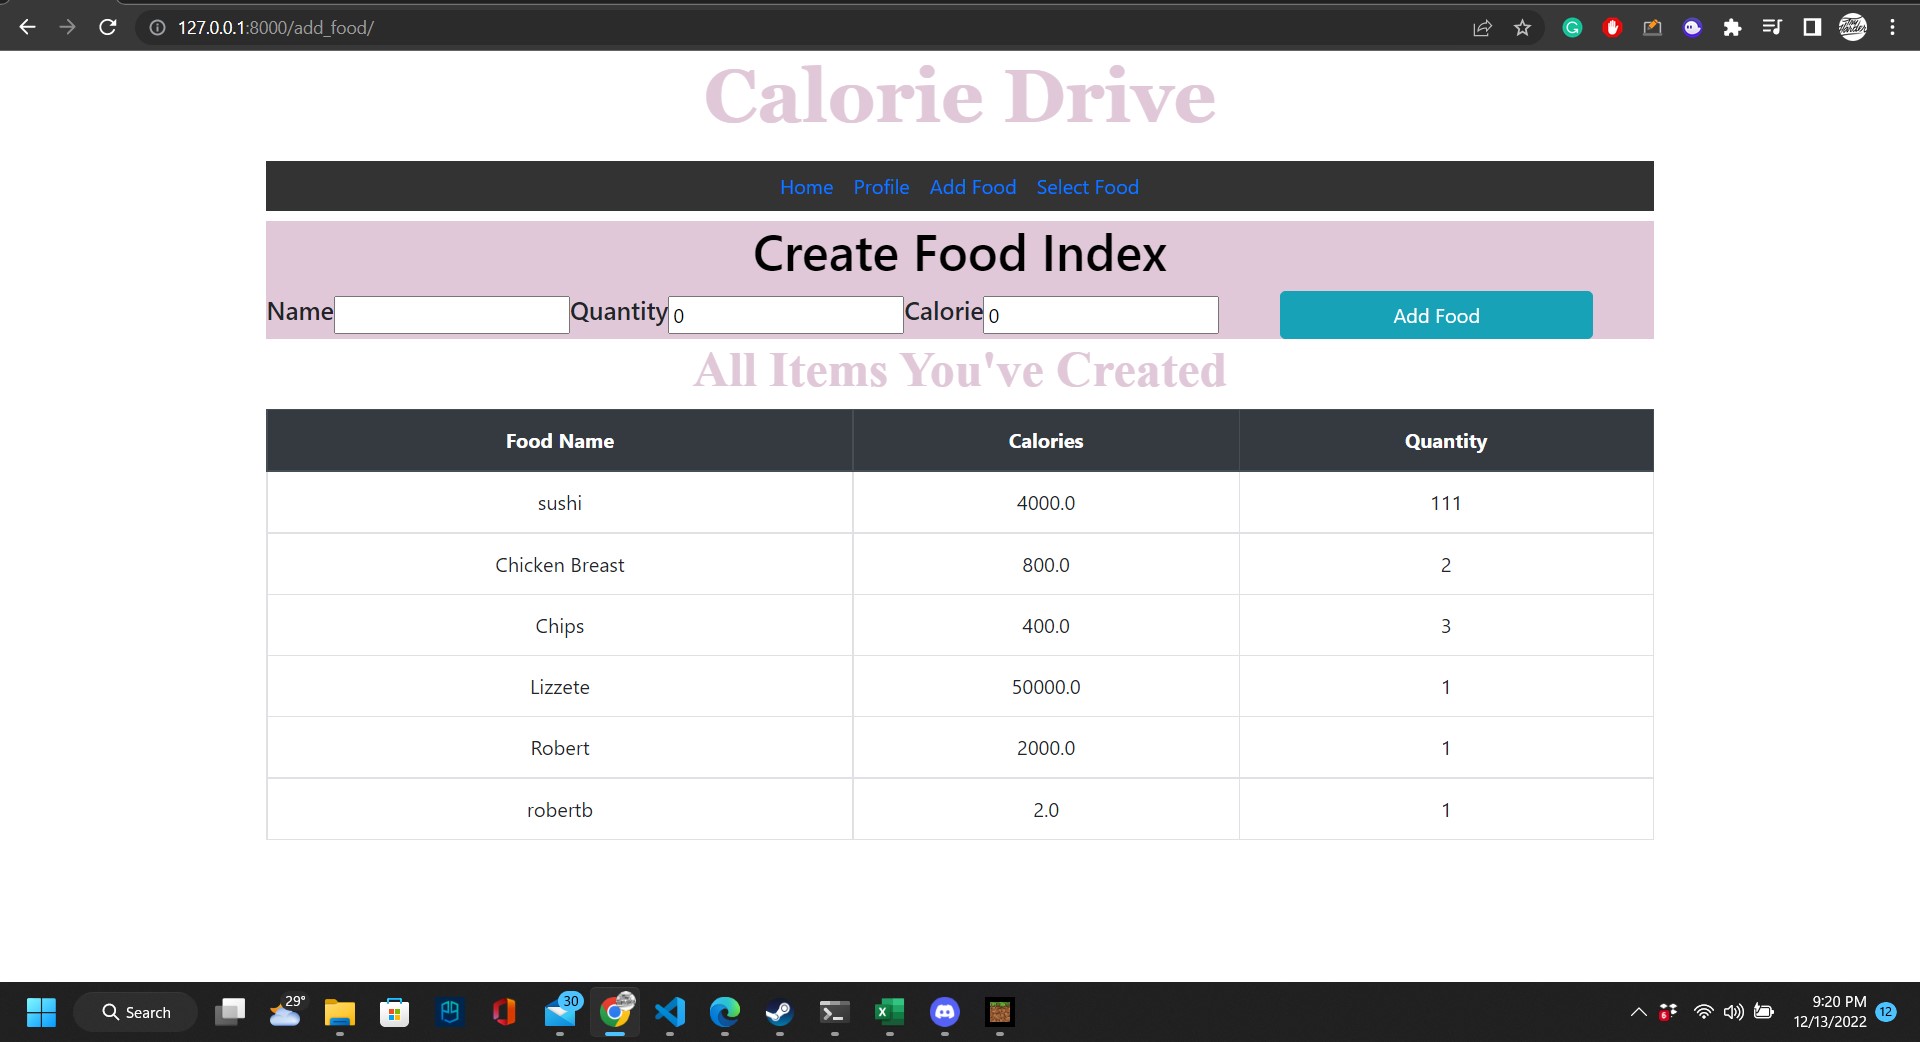 127.0.0.1:8000/add_food/
Calorie Drive
Home Profile Add Food Select Food
Create Food Index
Name Quantity 0 Calorie 0 Add Food
All Items You've Created
Food Name Calories Quantity
sushi 4000.0 111
Chicken Breast 800.0 2
Chips 400.0 3
Lizzete 50000.0 1
Robert 2000.0 1
robertb 2.0 1
Search 29° 30 9:20 PM
12/13/2022 12